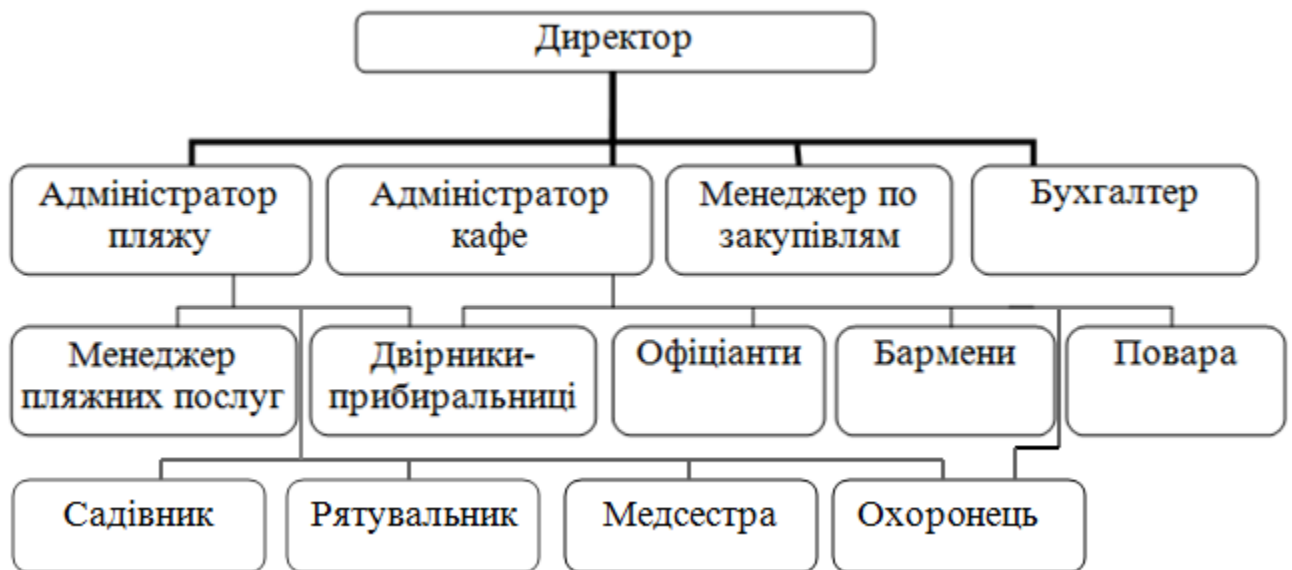 Директор
Адміністратор
пляжу
Адміністратор
кафе
Менеджер по
закупівлям
Бухгалтер
Менеджер
пляжних послуг
Двірники-
прибиральниці
Офіціанти
Бармени
Повара
Садівник
Рятувальник
Медсестра
Охоронець